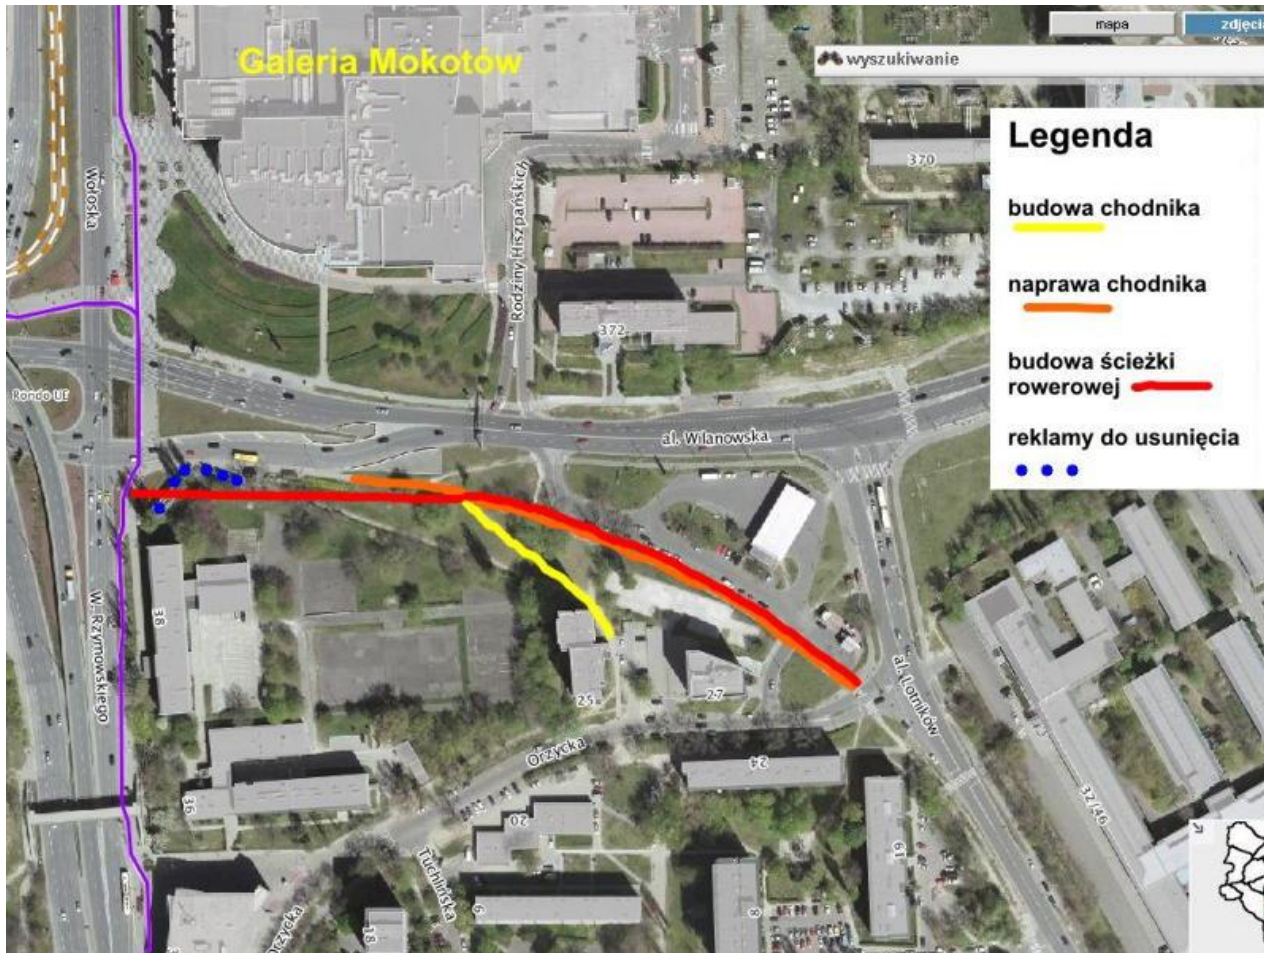 mapa
zdjęcia
Galeria Mokotów
wyszukiwanie
Legenda
budowa chodnika
naprawa chodnika
budowa ścieżki
rowerowej
reklamy do usunięcia
Wołoska
Rodziny Hiszpańskich
370
372
Rondo UE
al. Wilanowska
W. Rzymowskiego
38
25
27
al. Lotników
Orzycka
24
36
20
19
32/46
Tuchlińska
6
8
18
Orzycka